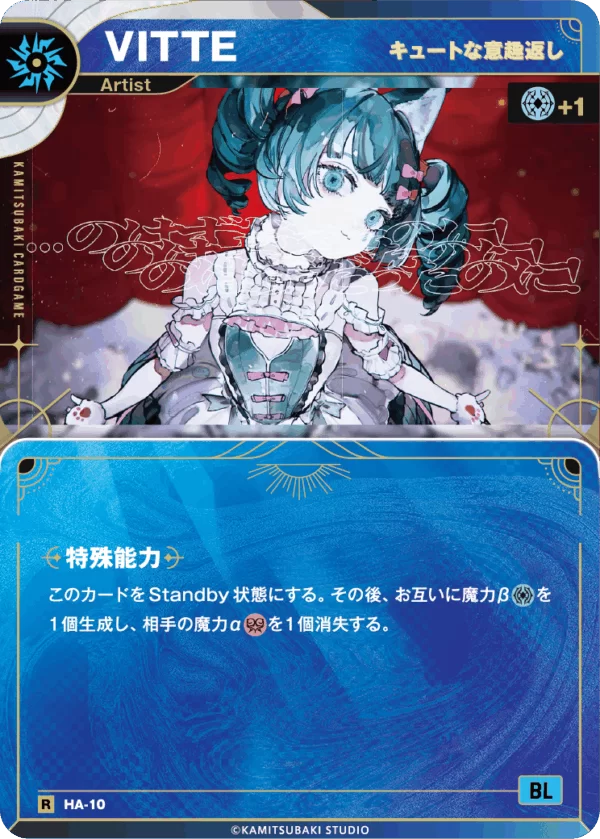 VITTE
キュートな意趣返し
Artist
+1
KAMITSUBAKI CARDGAME
特殊能力
このカードをStandby状態にする。その後、お互いに魔力βを
1個生成し、相手の魔力αを1個消失する。
BL
R HA-10
©KAMITSUBAKI STUDIO